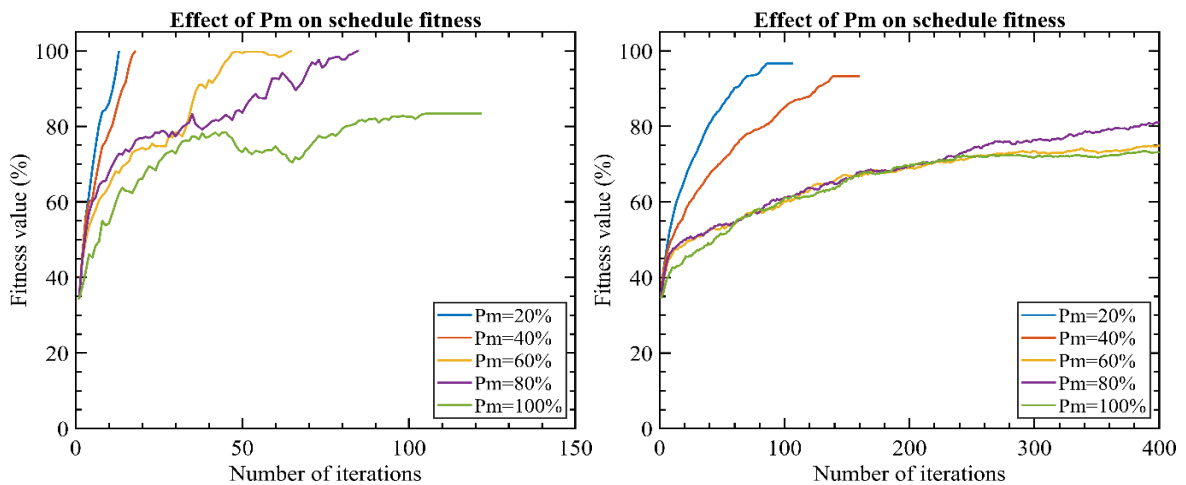 Effect of Pm on schedule fitness
Fitness value (%)
100
80
60
40
20
0
Pm=20%
Pm=40%
Pm=60%
Pm=80%
Pm=100%
0
50
100
150
Number of iterations
Effect of Pm on schedule fitness
Fitness value (%)
100
80
60
40
20
0
Pm=20%
Pm=40%
Pm=60%
Pm=80%
Pm=100%
0
100
200
300
400
Number of iterations